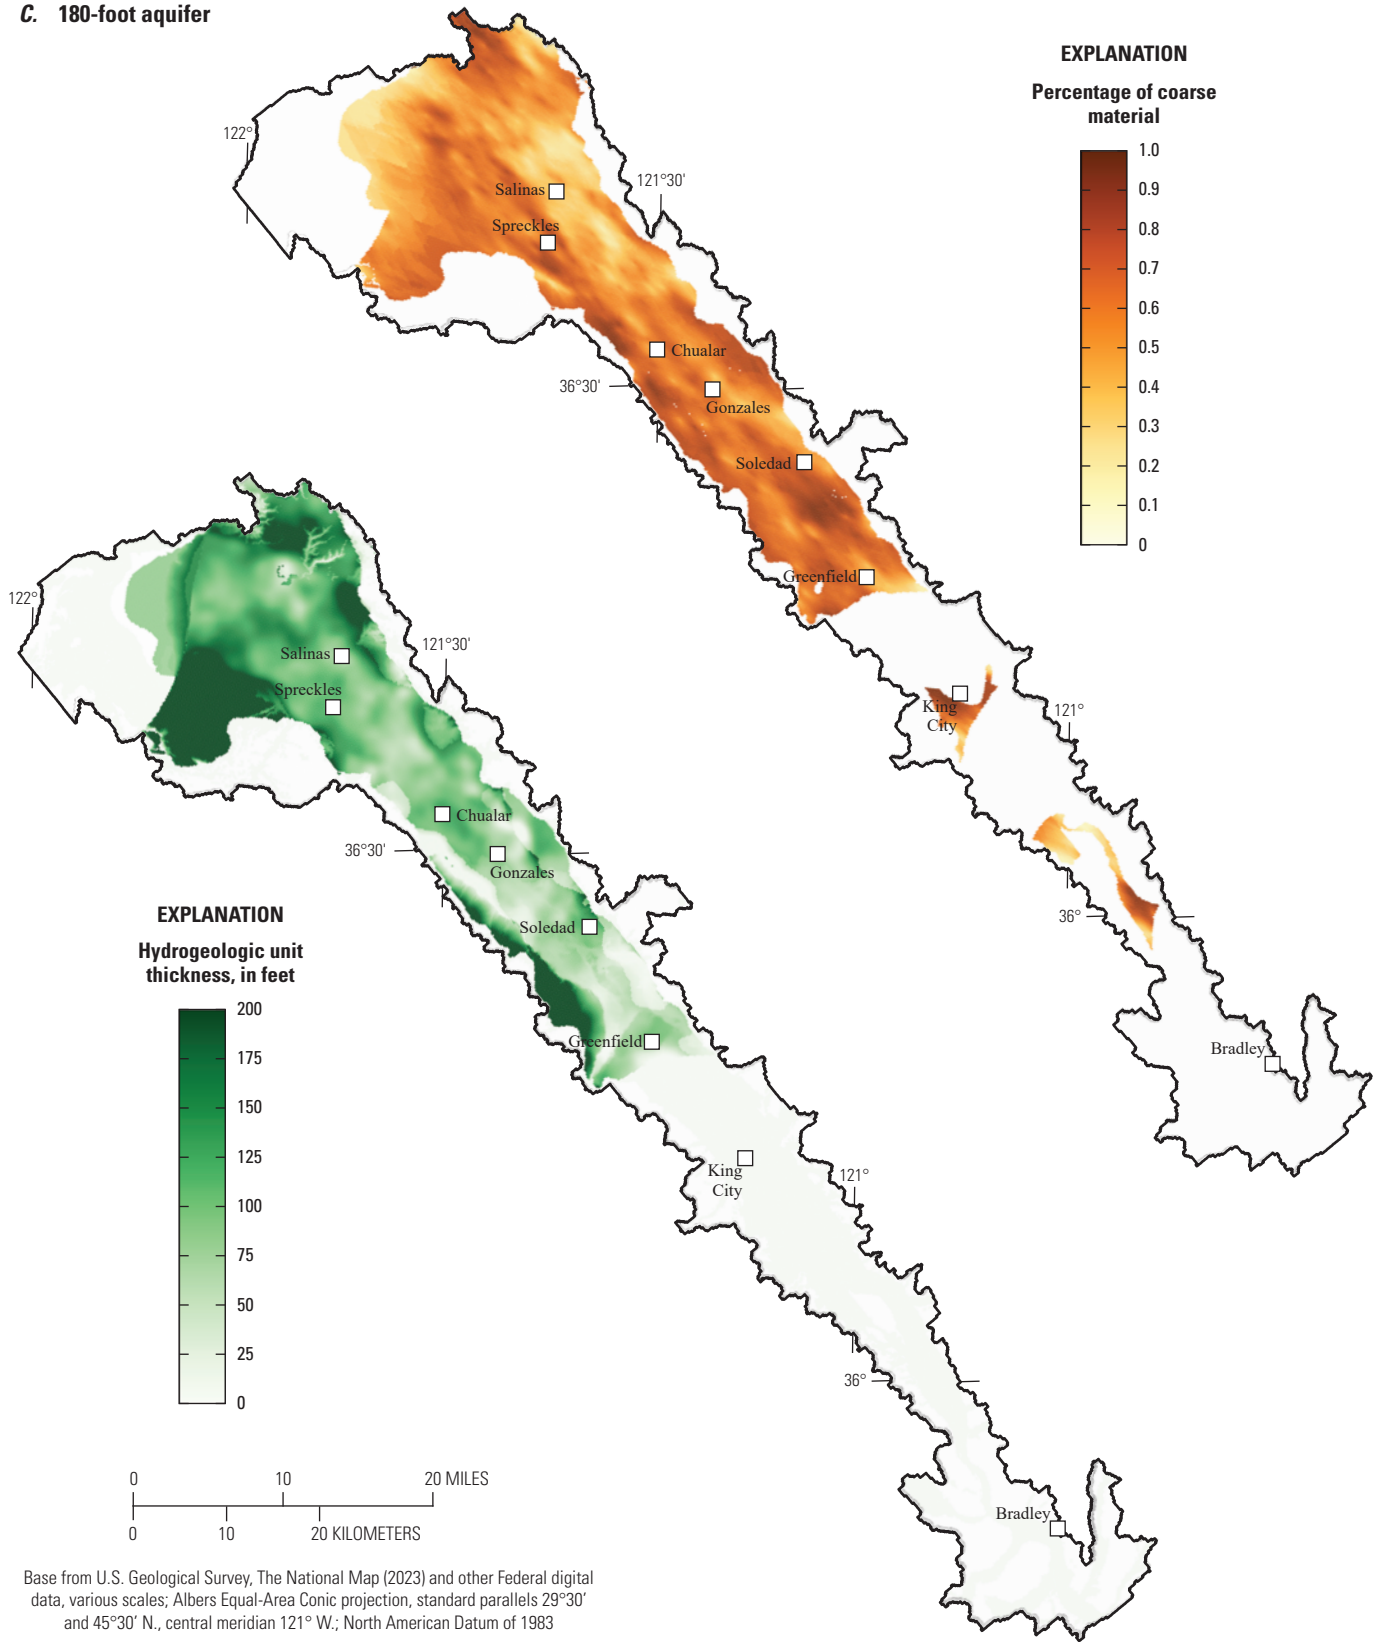 C. 180-foot aquifer
EXPLANATION
Percentage of coarse
material
1.0
0.9
0.8
0.7
0.6
0.5
0.4
0.3
0.2
0.1
0
122°
121°30'
Salinas
Spreckles
Chualar
36°30'
Gonzales
Soledad
Greenfield
King
City
121°
36°
Bradley
122°
121°30'
Salinas
Spreckles
Chualar
36°30'
Gonzales
Soledad
Greenfield
King
City
121°
36°
Bradley
EXPLANATION
Hydrogeologic unit
thickness, in feet
200
175
150
125
100
75
50
25
0
0 10 20 MILES
0 10 20 KILOMETERS
Base from U.S. Geological Survey, The National Map (2023) and other Federal digital
data, various scales; Albers Equal-Area Conic projection, standard parallels 29°30′
and 45°30′ N., central meridian 121° W.; North American Datum of 1983